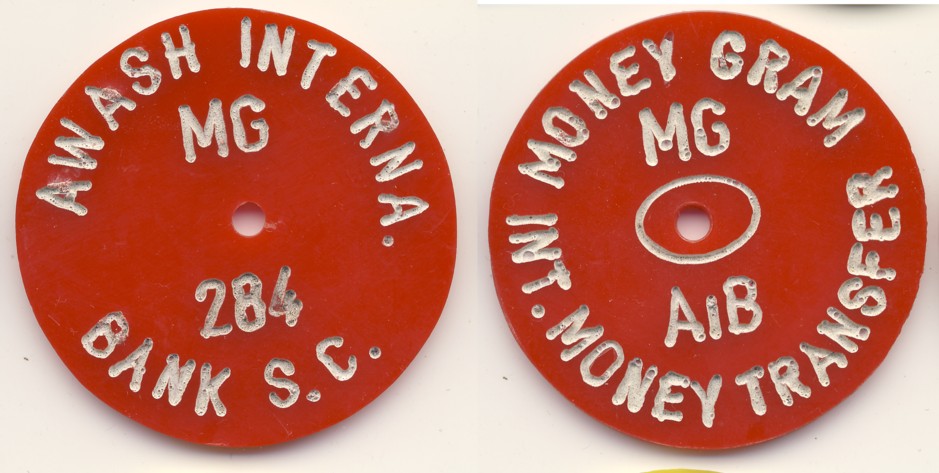 AWASH INTERNA.
MG
284
BANK S.C.
MONEY GRAM
MG
AIB
INT. MONEY TRANSFER